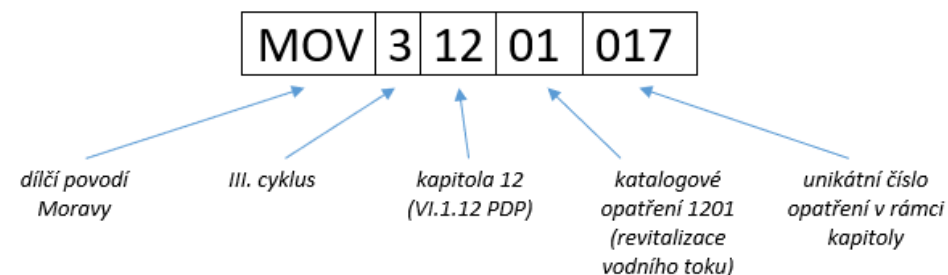 MOV 3 12 01 017
dílčí povodí
Moravy
III. cyklus
kapitola 12
(VI.1.12 PDP)
katalogové
opatření 1201
(revitalizace
vodního toku)
unikátní číslo
opatření v rámci
kapitoly